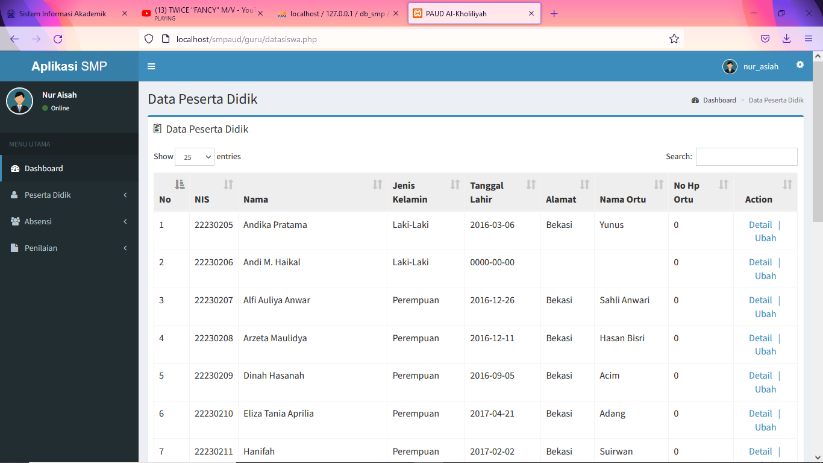 Sistem Informasi Akademik
(13) TWICE "FANCY" M/V - You
PLAYING
localhost / 127.0.0.1 / db_smp /
PAUD Al-Kholiliyah
localhost/smpaud/guru/datasiswa.php
Aplikasi SMP
nur_asiah
Nur Aisah
Online
MENU UTAMA
Dashboard
Peserta Didik
Absensi
Penilaian
Data Peserta Didik
Dashboard > Data Peserta Didik
Data Peserta Didik
Show 25 entries
Search:
No NIS Nama Jenis Kelamin Tanggal Lahir Alamat Nama Ortu No Hp Ortu Action
1 22230205 Andika Pratama Laki-Laki 2016-03-06 Bekasi Yunus 0 Detail | Ubah
2 22230206 Andi M. Haikal Laki-Laki 0000-00-00 0 Detail | Ubah
3 22230207 Alfi Auliya Anwar Perempuan 2016-12-26 Bekasi Sahli Anwari 0 Detail | Ubah
4 22230208 Arzeta Maulidya Perempuan 2016-12-11 Bekasi Hasan Bisri 0 Detail | Ubah
5 22230209 Dinah Hasanah Perempuan 2016-09-05 Bekasi Acim 0 Detail | Ubah
6 22230210 Eliza Tania Aprilia Perempuan 2017-04-21 Bekasi Adang 0 Detail | Ubah
7 22230211 Hanifah Perempuan 2017-02-02 Bekasi Suirwan 0 Detail |